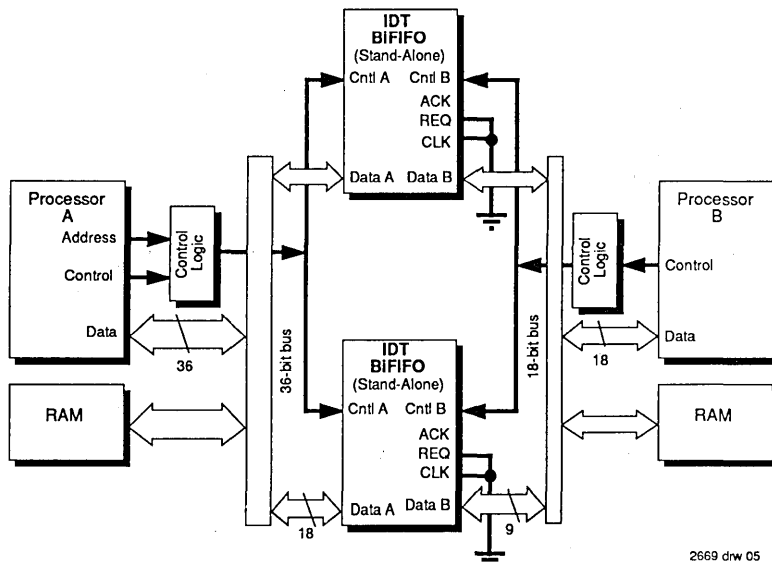 IDT
BiFIFO
(Stand-Alone)
Cntl A Cntl B
ACK
REQ
CLK
Data A Data B
Processor
A
Address
Control
Data
36
Control
Logic
RAM
36-bit bus
18-bit bus
Control
Logic
Processor
B
Control
Data
18
RAM
IDT
BiFIFO
(Stand-Alone)
Cntl A Cntl B
ACK
REQ
CLK
Data A Data B
18
9
2669 drw 05